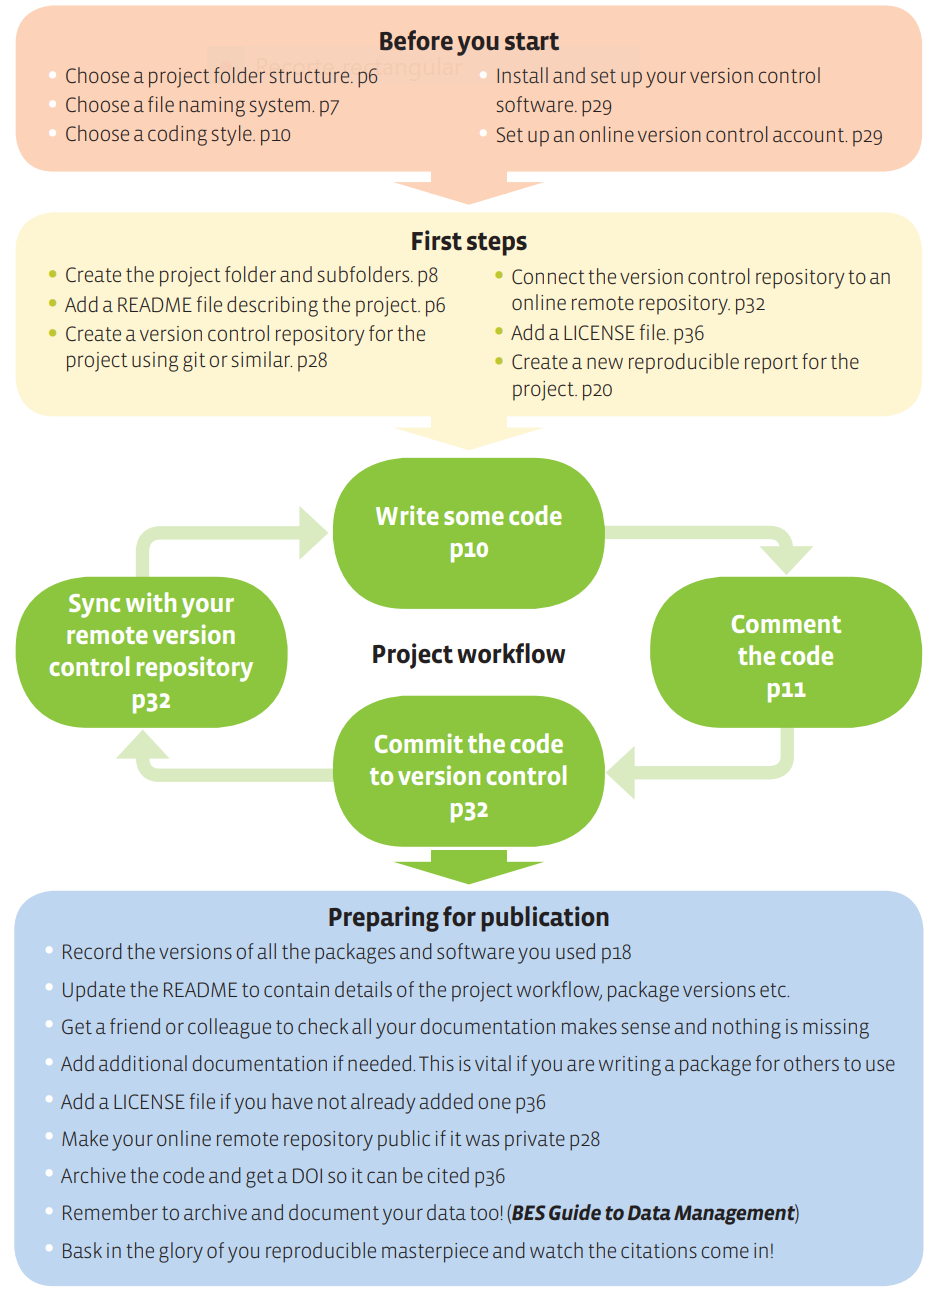 Before you start
Choose a project folder structure. p6
Choose a file naming system. p7
Choose a coding style. p10
Install and set up your version control
software. p29
Set up an online version control account. p29
Recorte rectangular
First steps
Create the project folder and subfolders. p8
Add a README file describing the project. p6
Create a version control repository for the
project using git or similar. p28
Connect the version control repository to an
online remote repository. p32
Add a LICENSE file. p36
Create a new reproducible report for the
project. p20
Write some code
p10
Comment
the code
p11
Project workflow
Commit the code
to version control
p32
Sync with your
remote version
control repository
p32
Preparing for publication
Record the versions of all the packages and software you used p18
Update the README to contain details of the project workflow, package versions etc.
Get a friend or colleague to check all your documentation makes sense and nothing is missing
Add additional documentation if needed. This is vital if you are writing a package for others to use
Add a LICENSE file if you have not already added one p36
Make your online remote repository public if it was private p28
Archive the code and get a DOI so it can be cited p36
Remember to archive and document your data too! (BES Guide to Data Management)
Bask in the glory of you reproducible masterpiece and watch the citations come in!